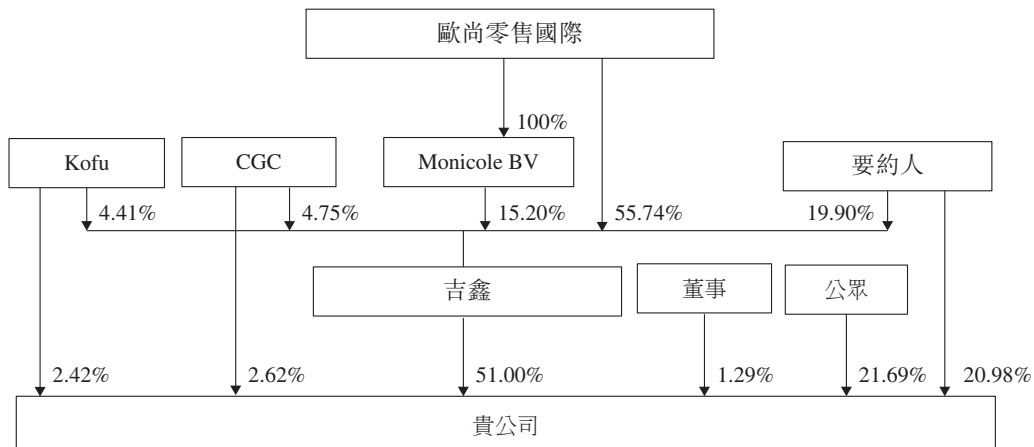 歐尚零售國際
100%
Kofu
CGC
Monicole BV
要約人
4.41%
4.75%
15.20%
55.74%
19.90%
吉鑫
董事
公眾
2.42%
2.62%
51.00%
1.29%
21.69%
20.98%
貴公司